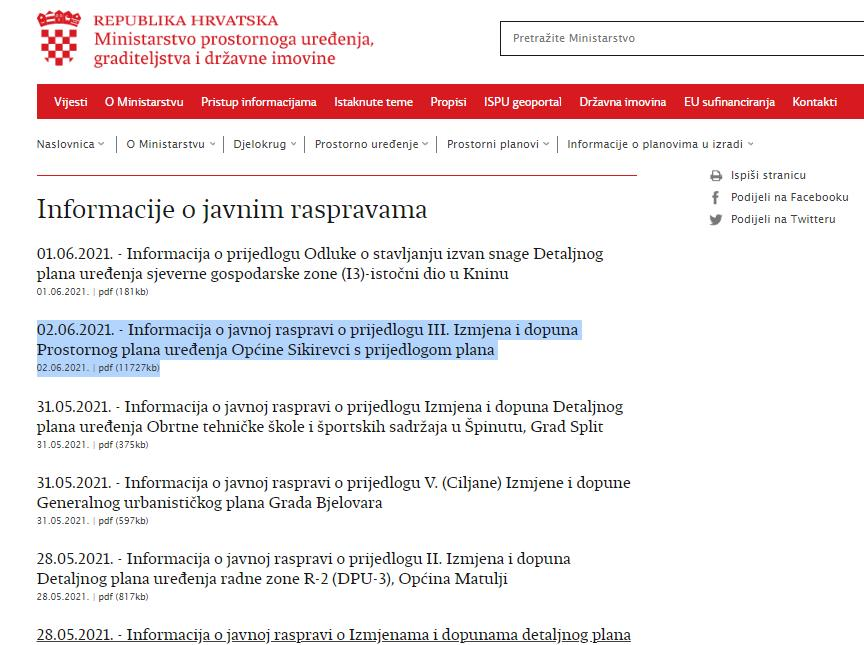 REPUBLIKA HRVATSKA
Ministarstvo prostornoga uređenja,
graditeljstva i državne imovine
Pretražite Ministarstvo
Vijesti O Ministarstvu Pristup informacijama Istaknute teme Propisi ISPU geoportal Državna imovina EU sufinanciranja Kontakti
Naslovnica O Ministarstvu Djelokrug Prostorno uređenje Prostorni planovi Informacije o planovima u izradi
Ispiši stranicu
Podijeli na Facebooku
Podijeli na Twitteru
Informacije o javnim raspravama
01.06.2021. - Informacija o prijedlogu Odluke o stavljanju izvan snage Detaljnog
plana uređenja sjeverne gospodarske zone (I3)-istočni dio u Kninu
01.06.2021. | pdf (181kb)
02.06.2021. - Informacija o javnoj raspravi o prijedlogu III. Izmjena i dopuna
Prostornog plana uređenja Općine Sikirevci s prijedlogom plana
02.06.2021. | pdf (11727kb)
31.05.2021. - Informacija o javnoj raspravi o prijedlogu Izmjena i dopuna Detaljnog
plana uređenja Obrtne tehničke škole i športskih sadržaja u Špinutu, Grad Split
31.05.2021. | pdf (375kb)
31.05.2021. - Informacija o javnoj raspravi o prijedlogu V. (Ciljane) Izmjene i dopune
Generalnog urbanističkog plana Grada Bjelovara
31.05.2021. | pdf (597kb)
28.05.2021. - Informacija o javnoj raspravi o prijedlogu II. Izmjena i dopuna
Detaljnog plana uređenja radne zone R-2 (DPU-3), Općina Matulji
28.05.2021. | pdf (817kb)
28.05.2021. - Informacija o javnoj raspravi o Izmjenama i dopunama detaljnog plana